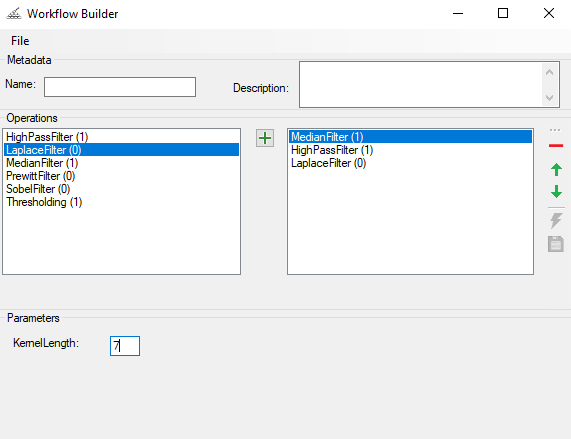 Workflow Builder
File
Metadata
Name:
Description:
Operations
HighPassFilter (1)
LaplaceFilter (0)
MedianFilter (1)
PrewittFilter (0)
SobelFilter (0)
Thresholding (1)
MedianFilter (1)
HighPassFilter (1)
LaplaceFilter (0)
Parameters
KernelLength: 7